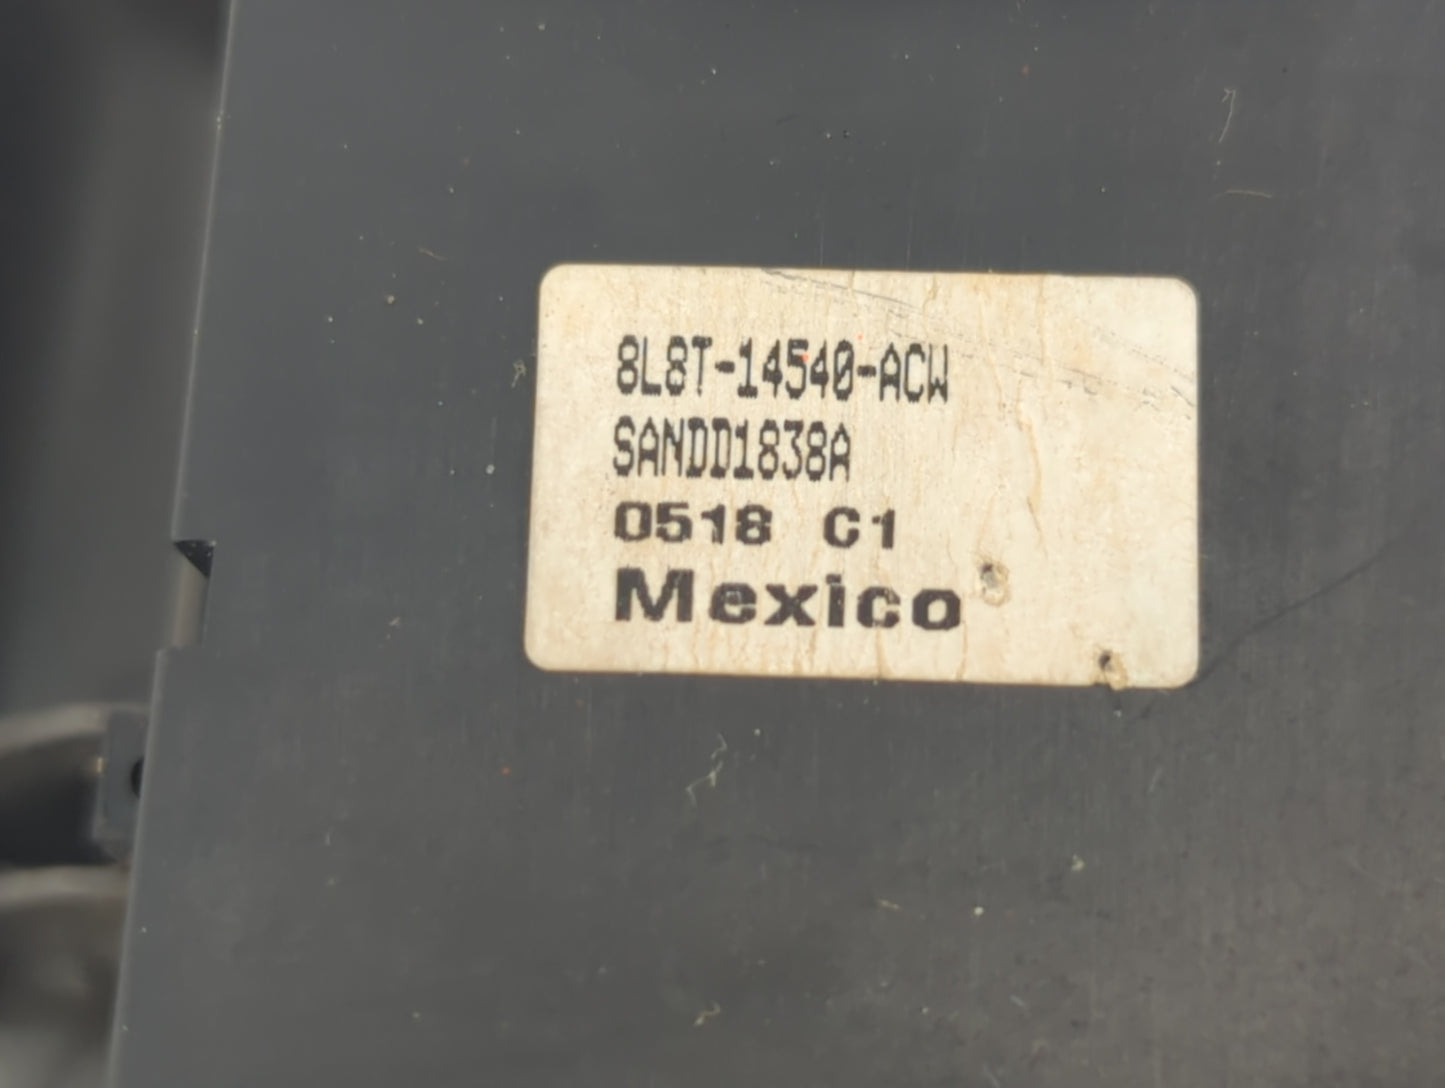 8L8T-14540-ACW
SANDD1838A
0518 C1
Mexico